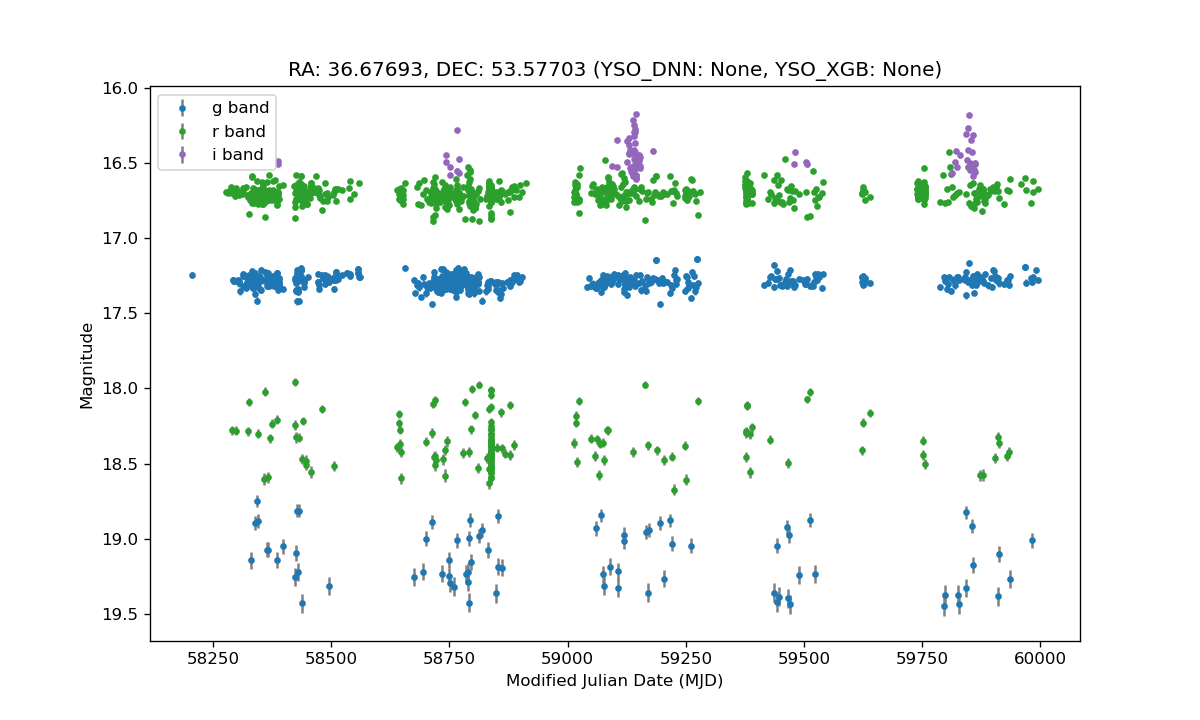 RA: 36.67693, DEC: 53.57703 (YSO_DNN: None, YSO_XGB: None)
g band
r band
i band
16.0
16.5
17.0
17.5
18.0
18.5
19.0
19.5
Magnitude
58250 58500 58750 59000 59250 59500 59750 60000
Modified Julian Date (MJD)